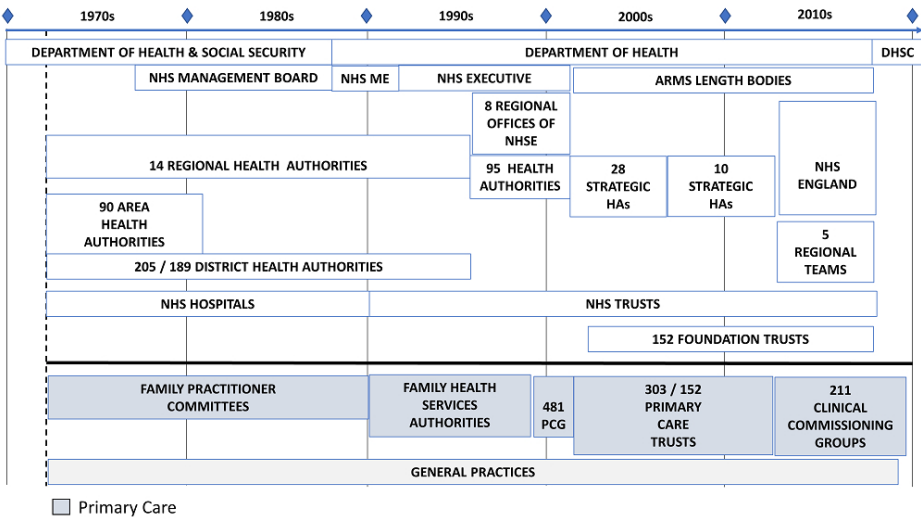 1970s
1980s
1990s
2000s
2010s
DEPARTMENT OF HEALTH & SOCIAL SECURITY
DEPARTMENT OF HEALTH
DHSC
NHS MANAGEMENT BOARD
NHS ME
NHS EXECUTIVE
ARMS LENGTH BODIES
8 REGIONAL
OFFICES OF
NHSE
14 REGIONAL HEALTH AUTHORITIES
95 HEALTH
AUTHORITIES
28
STRATEGIC
HAs
10
STRATEGIC
HAs
NHS
ENGLAND
90 AREA
HEALTH
AUTHORITIES
5
REGIONAL
TEAMS
205 / 189 DISTRICT HEALTH AUTHORITIES
NHS HOSPITALS
NHS TRUSTS
152 FOUNDATION TRUSTS
FAMILY PRACTITIONER
COMMITTEES
FAMILY HEALTH
SERVICES
AUTHORITIES
481
PCG
303 / 152
PRIMARY
CARE
TRUSTS
211
CLINICAL
COMMISSIONING
GROUPS
GENERAL PRACTICES
Primary Care